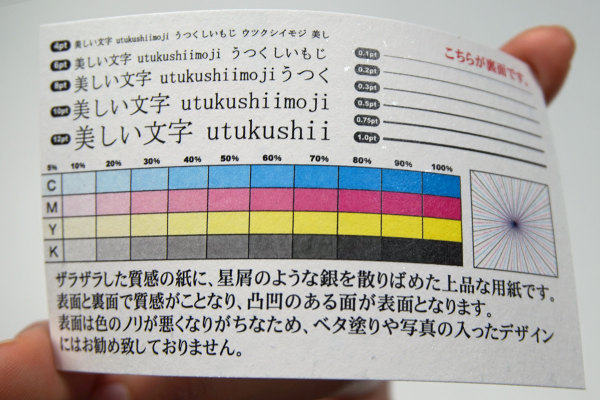 4pt 美しい文字 utukushiimoji うつくしいもじ ウツクシイモジ 美し
6pt 美しい文字 utukushiimoji うつくしいもじ
8pt 美しい文字 utukushiimojiうつく
10pt 美しい文字 utukushiimoji
12pt 美しい文字 utukushii
こちらが裏面です。
0.1pt
0.2pt
0.3pt
0.5pt
0.75pt
1.0pt
5% 10% 20% 30% 40% 50% 60% 70% 80% 90% 100%
C
M
Y
K
ザラザラした質感の紙に、星屑のような銀を散りばめた上品な用紙です。
表面と裏面で質感がことなり、凸凹のある面が表面となります。
表面は色のノリが悪くなりがちなため、ベタ塗りや写真の入ったデザイン
にはお勧め致しておりません。